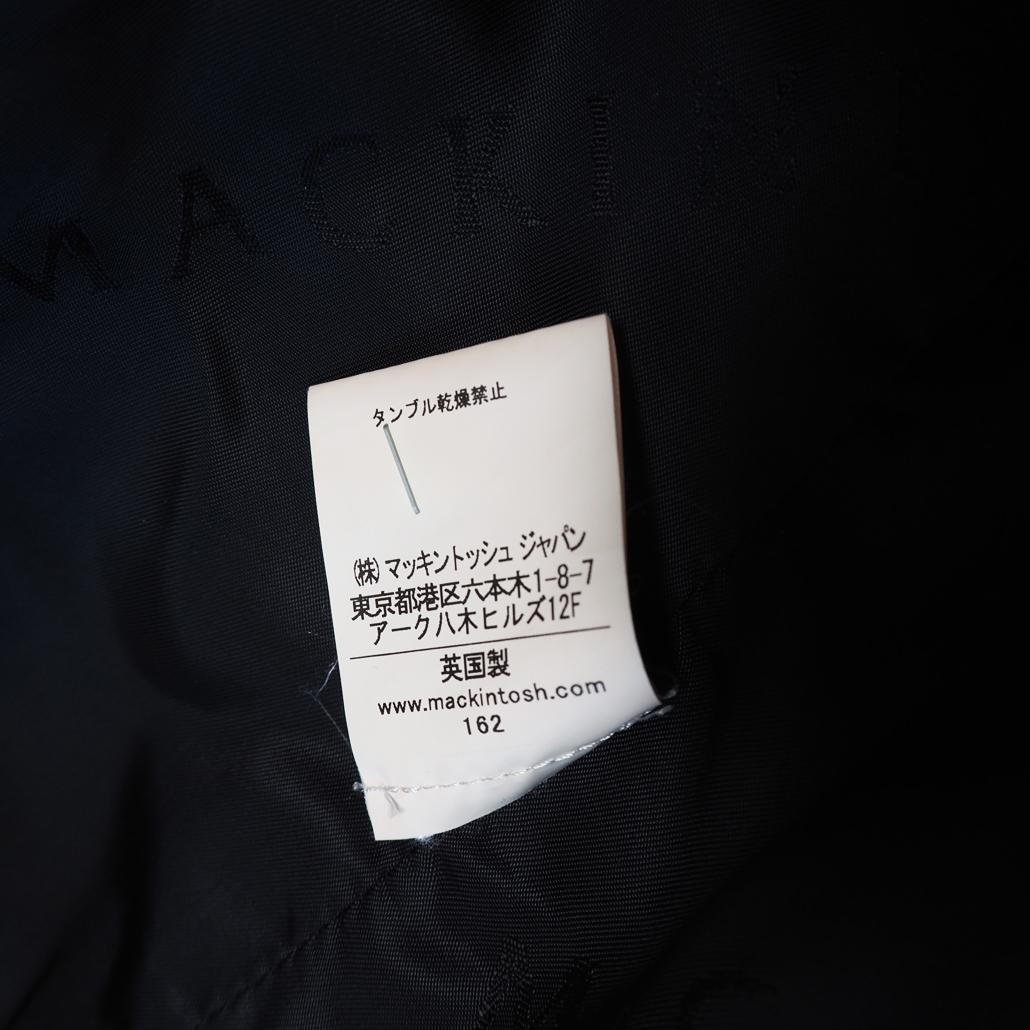 MACKIN
タンブル乾燥禁止
(株) マッキントッシュ ジャパン
東京都港区六本木1-8-7
アーク八木ヒルズ12F
英国製
www.mackintosh.com
162